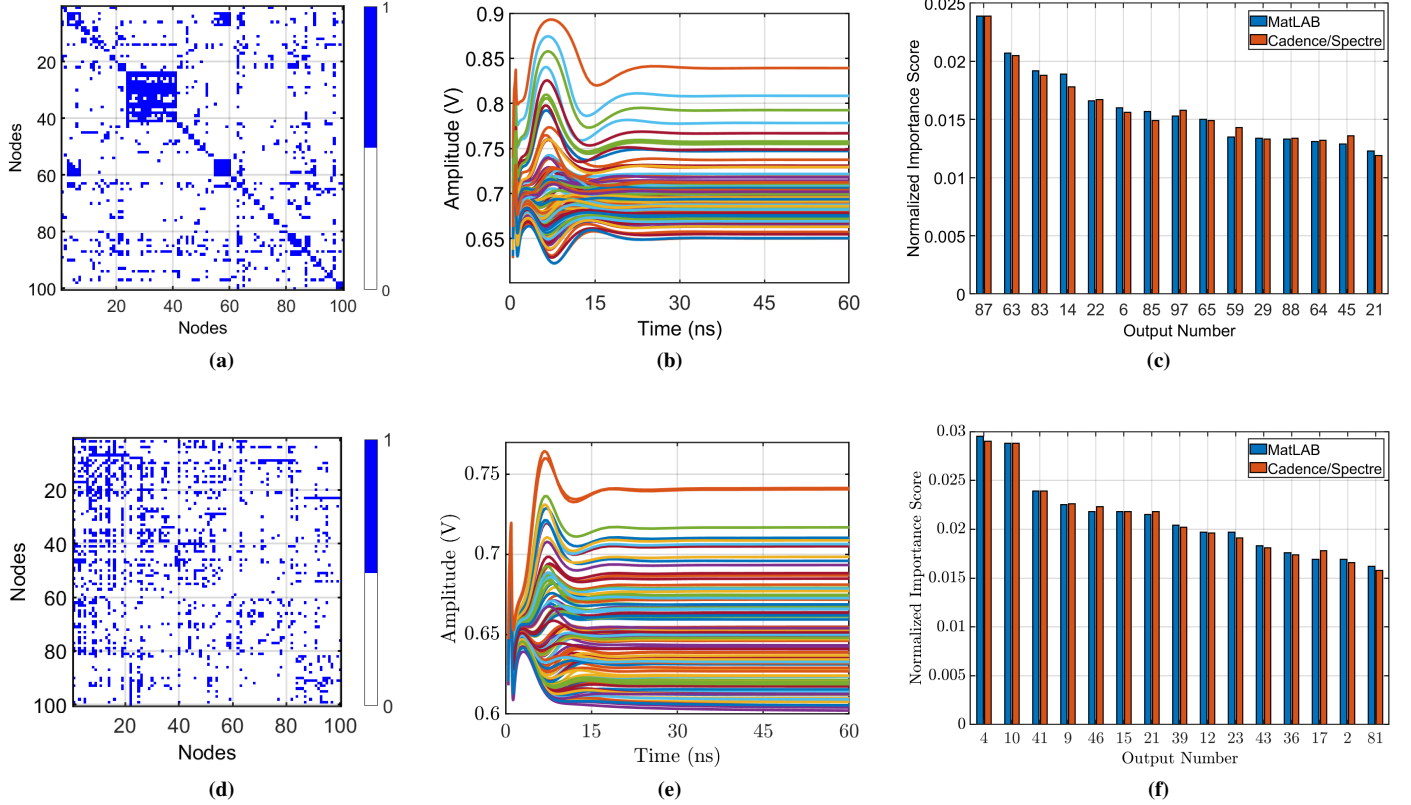 1
20
40
60
80
100
Nodes
20 40 60 80 100
Nodes
0
(a)
0.9
0.85
0.8
0.75
0.7
0.65
Amplitude (V)
0 15 30 45 60
Time (ns)
(b)
0.025
0.02
0.015
0.01
0.005
0
Normalized Importance Score
MatLAB
Cadence/Spectre
87 63 83 14 22 6 85 97 65 59 29 88 64 45 21
Output Number
(c)
1
20
40
60
80
100
Nodes
20 40 60 80 100
Nodes
0
(d)
0.75
0.7
0.65
0.6
Amplitude (V)
0 15 30 45 60
Time (ns)
(e)
0.03
0.025
0.02
0.015
0.01
0.005
0
Normalized Importance Score
MatLAB
Cadence/Spectre
4 10 41 9 46 15 21 39 12 23 43 36 17 2 81
Output Number
(f)